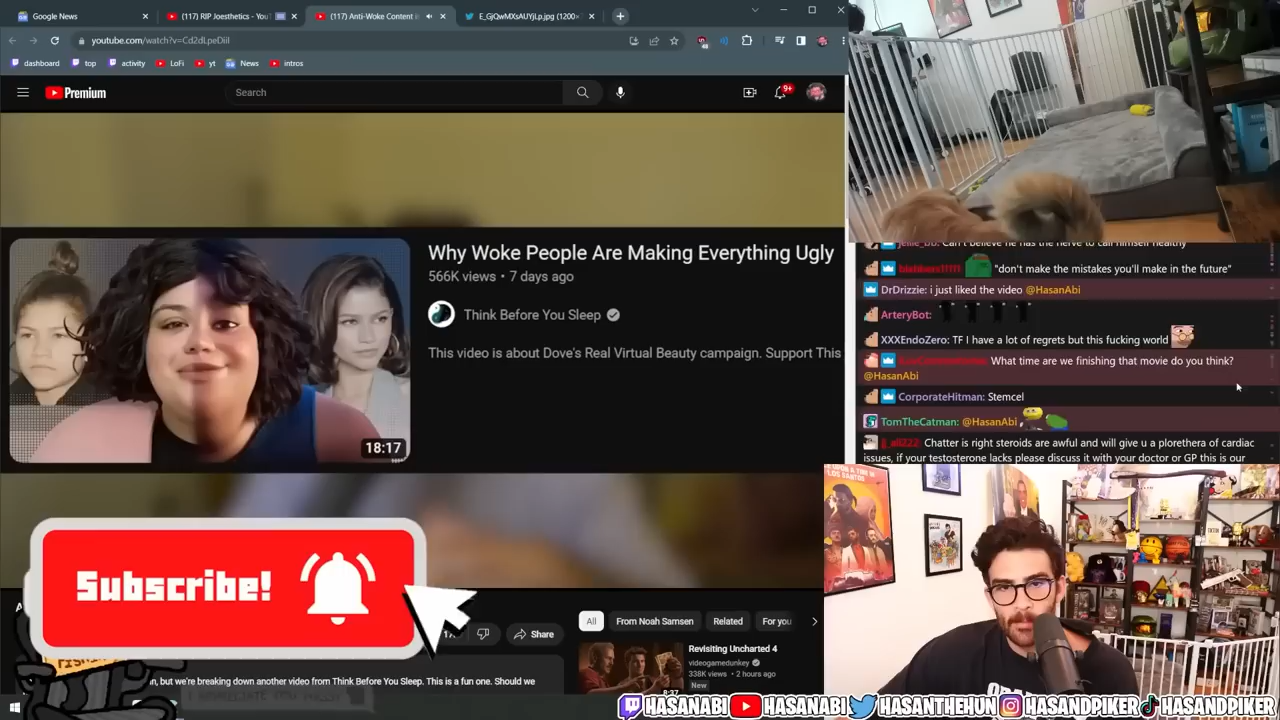 Google News
(117) RIP Joesthetics - You
(117) Anti-Woke Content i
E_GjQwMXsAUYjLp.jpg (1200×
youtube.com/watch?v=Cd2dLpeDiiI
dashboard
top
activity
LoFi
yt
News
intros
Premium
Search
9+
Why Woke People Are Making Everything Ugly
566K views • 7 days ago
Think Before You Sleep
This video is about Dove's Real Virtual Beauty campaign. Support This
18:17
Subscribe!
Share
All
From Noah Samsen
Related
For you
Revisiting Uncharted 4
videogamedunkey
338K views • 2 hours ago
New
8:27
n, but we're breaking down another video from Think Before You Sleep. This is a fun one. Should we
Can't believe he has the nerve to call himself healthy
"don't make the mistakes you'll make in the future"
DrDrizzie: i just liked the video @HasanAbi
ArteryBot:
XXXEndoZero: TF I have a lot of regrets but this fucking world
What time are we finishing that movie do you think?
@HasanAbi
CorporateHitman: Stemcel
TomTheCatman: @HasanAbi
Chatter is right steroids are awful and will give u a plorethera of cardiac
issues, if your testosterone lacks please discuss it with your doctor or GP this is our
LOS SANTOS
HASANABI
HASANABI
HASANTHEHUN
HASANDPIKER
HASANDPIKER